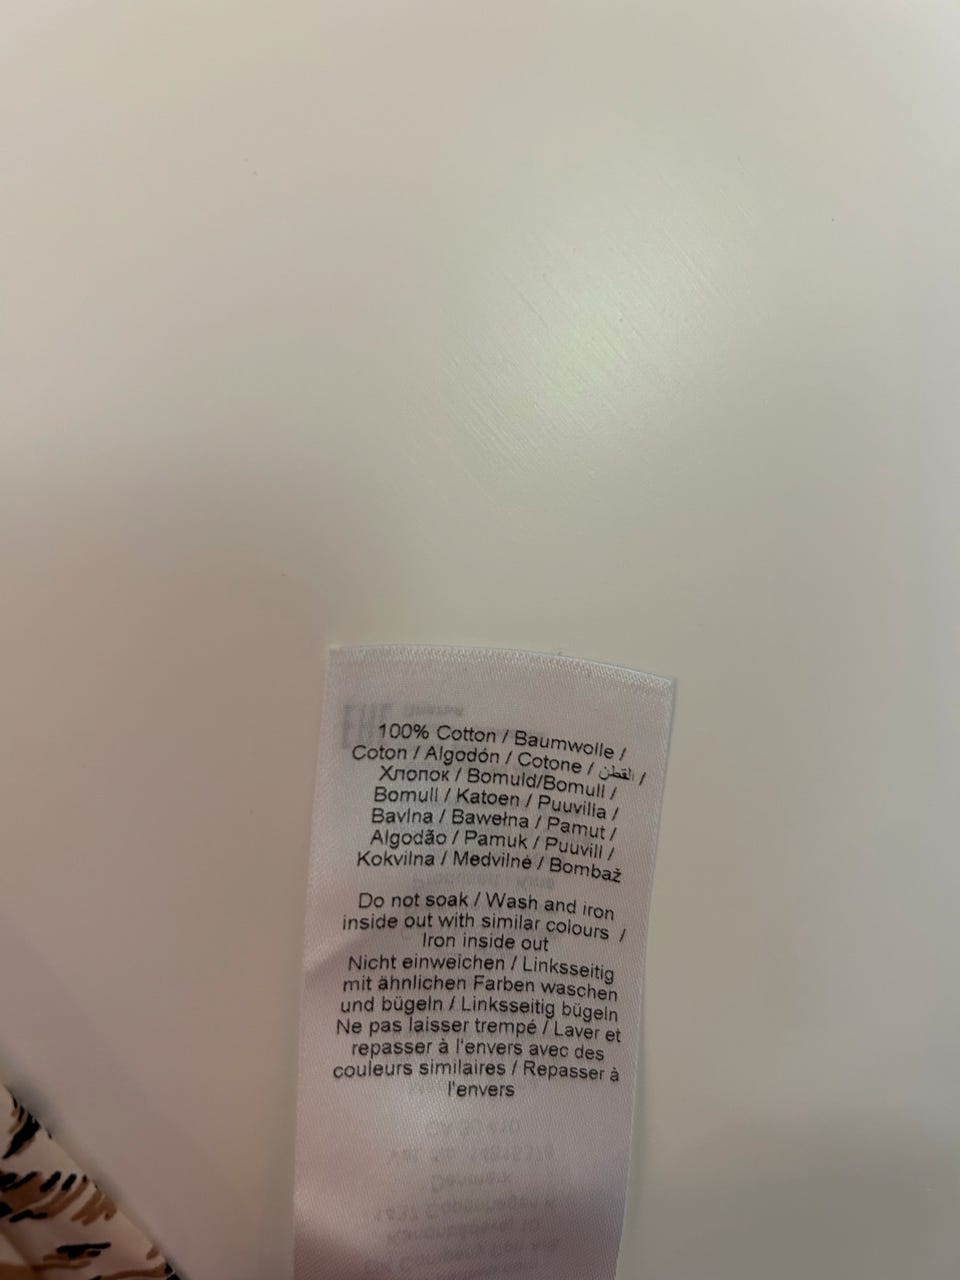 100% Cotton / Baumwolle /
Coton / Algodón / Cotone / القطن /
Хлопок / Bomuld/Bomull /
Bomull / Katoen / Puuvilla /
Bavlna / Bawełna / Pamut /
Algodão / Pamuk / Puuvill /
Kokvilna / Medvilnė / Bombaž
Do not soak / Wash and iron
inside out with similar colours /
Iron inside out
Nicht einweichen / Linksseitig
mit ähnlichen Farben waschen
und bügeln / Linksseitig bügeln
Ne pas laisser trempé / Laver et
repasser à l'envers avec des
couleurs similaires / Repasser à
l'envers